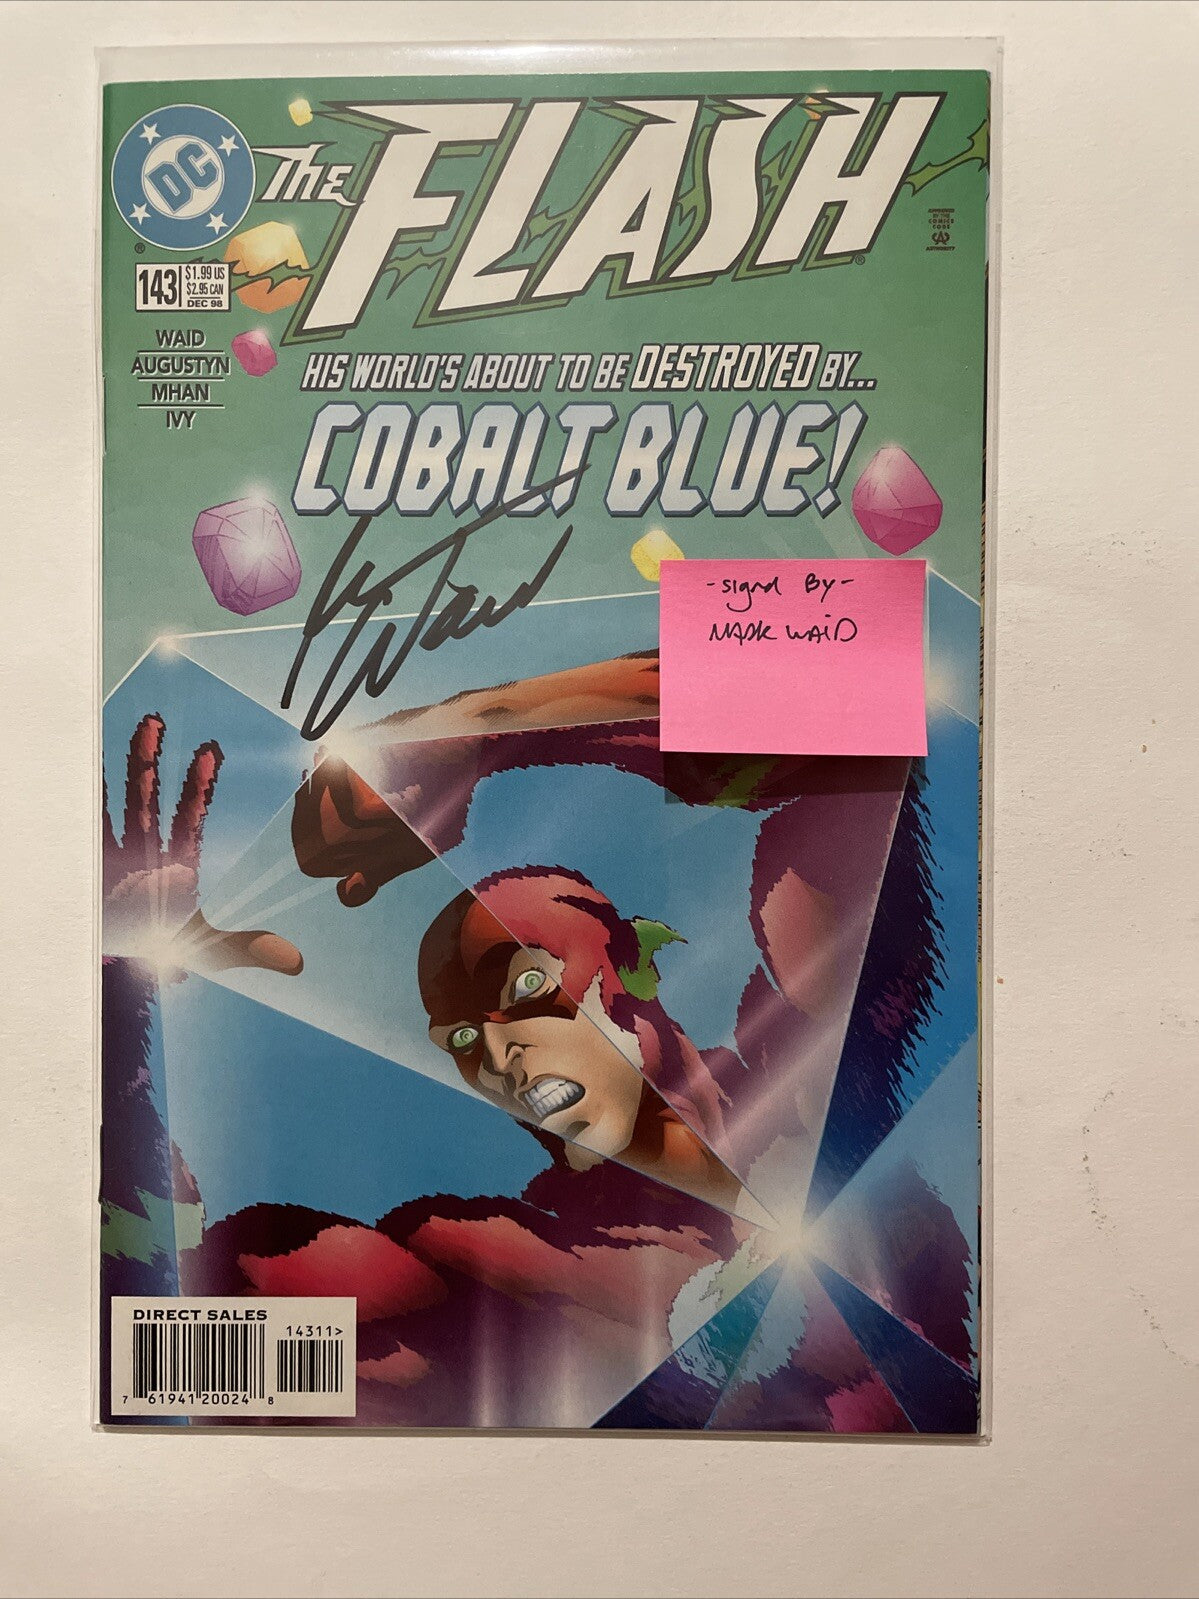 DC
®
The FLASH
®
APPROVED
BY THE
COMICS
CODE
CA
AUTHORITY
143
$1.99 US
$2.95 CAN
DEC 98
WAID
AUGUSTYN
MHAN
IVY
HIS WORLD'S ABOUT TO BE DESTROYED BY...
COBALT BLUE!
-signd By-
MARK WAID
DIRECT SALES
14311>
7 61941 20024 8